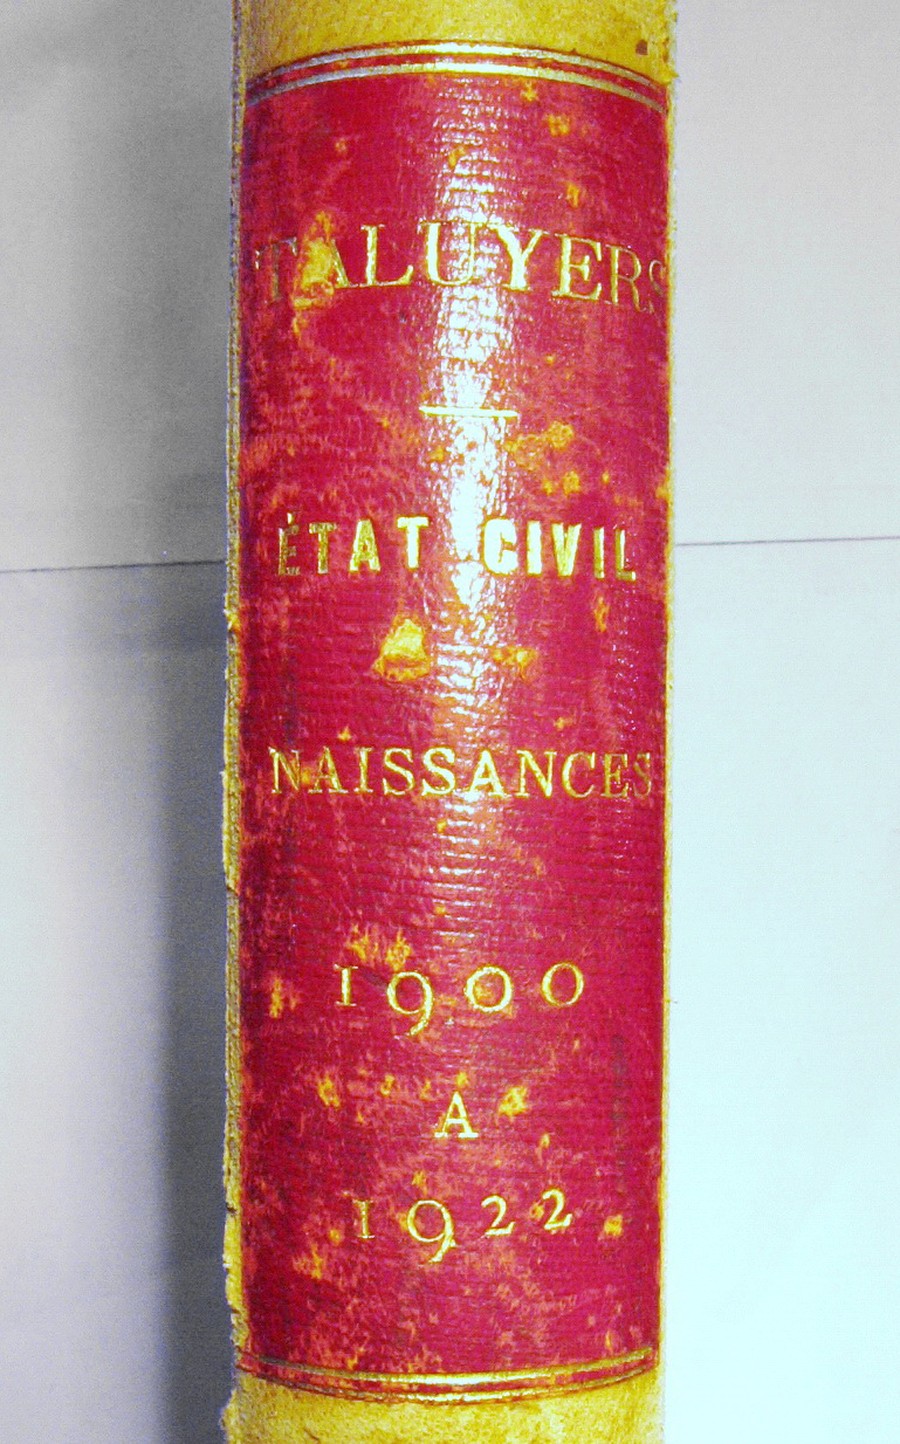 TALUYERS
ÉTAT CIVIL
NAISSANCES
1900
A
1922